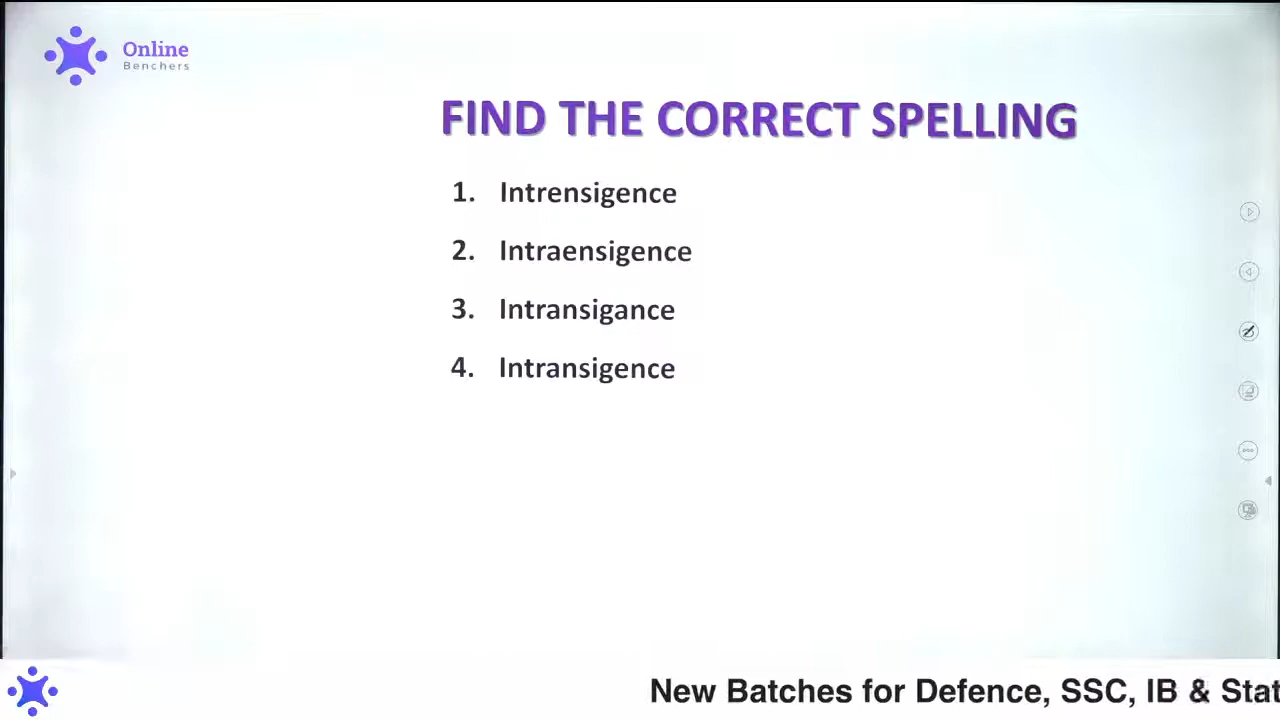 Online
Benchers
FIND THE CORRECT SPELLING
1. Intrensigence
2. Intraensigence
3. Intransigance
4. Intransigence
New Batches for Defence, SSC, IB & Stat